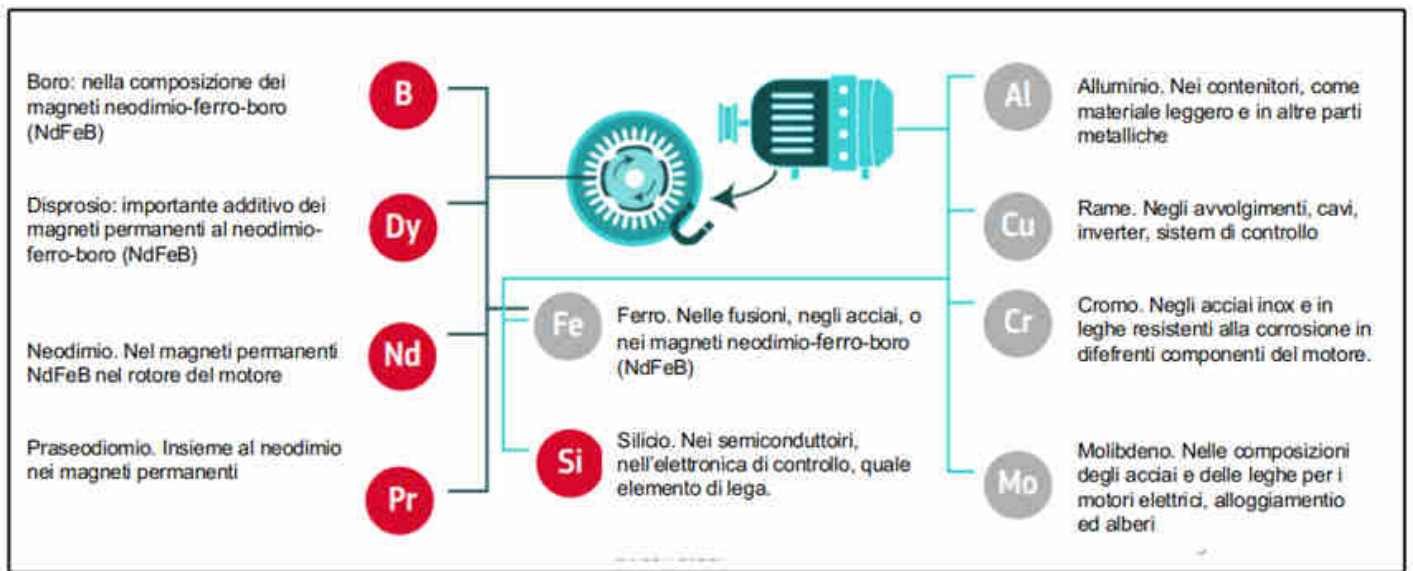 B
Boro: nella composizione dei
magneti neodimio-ferro-boro
(NdFeB)
Dy
Disprosio: importante additivo dei
magneti permanenti al neodimio-
ferro-boro (NdFeB)
Nd
Neodimio. Nel magneti permanenti
NdFeB nel rotore del motore
Pr
Praseodiomio. Insieme al neodimio
nei magneti permanenti
Fe
Ferro. Nelle fusioni, negli acciai, o
nei magneti neodimio-ferro-boro
(NdFeB)
Si
Silicio. Nei semiconduttoiri,
nell'elettronica di controllo, quale
elemento di lega.
Al
Alluminio. Nei contenitori, come
materiale leggero e in altre parti
metalliche
Cu
Rame. Negli avvolgimenti, cavi,
inverter, sistem di controllo
Cr
Cromo. Negli acciai inox e in
leghe resistenti alla corrosione in
difefrenti componenti del motore.
Mo
Molibdeno. Nelle composizioni
degli acciai e delle leghe per i
motori elettrici, alloggiamentio
ed alberi